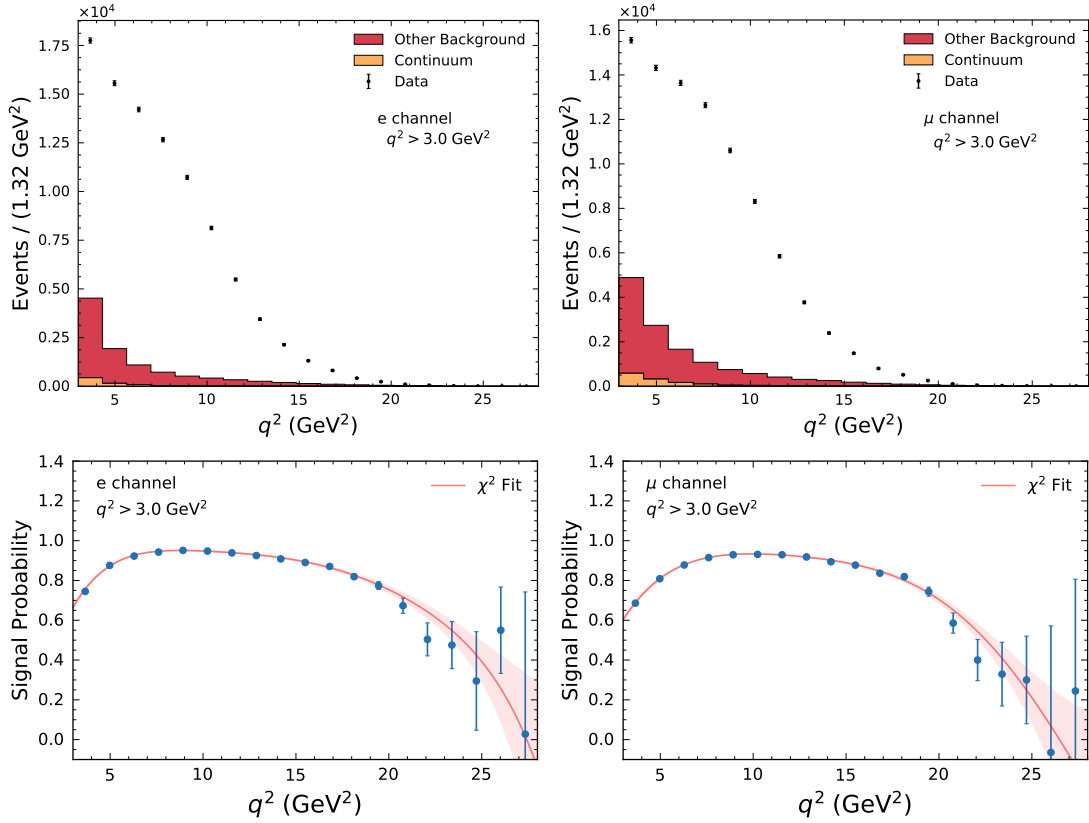 ×10⁴
Events / (1.32 GeV²)
1.75
1.50
1.25
1.00
0.75
0.50
0.25
0.00
Other Background
Continuum
Data
e channel
q² > 3.0 GeV²
5 10 15 20 25
q² (GeV²)
×10⁴
Events / (1.32 GeV²)
1.6
1.4
1.2
1.0
0.8
0.6
0.4
0.2
0.0
Other Background
Continuum
Data
μ channel
q² > 3.0 GeV²
5 10 15 20 25
q² (GeV²)
Signal Probability
1.4
1.2
1.0
0.8
0.6
0.4
0.2
0.0
e channel
q² > 3.0 GeV²
χ² Fit
5 10 15 20 25
q² (GeV²)
Signal Probability
1.4
1.2
1.0
0.8
0.6
0.4
0.2
0.0
μ channel
q² > 3.0 GeV²
χ² Fit
5 10 15 20 25
q² (GeV²)